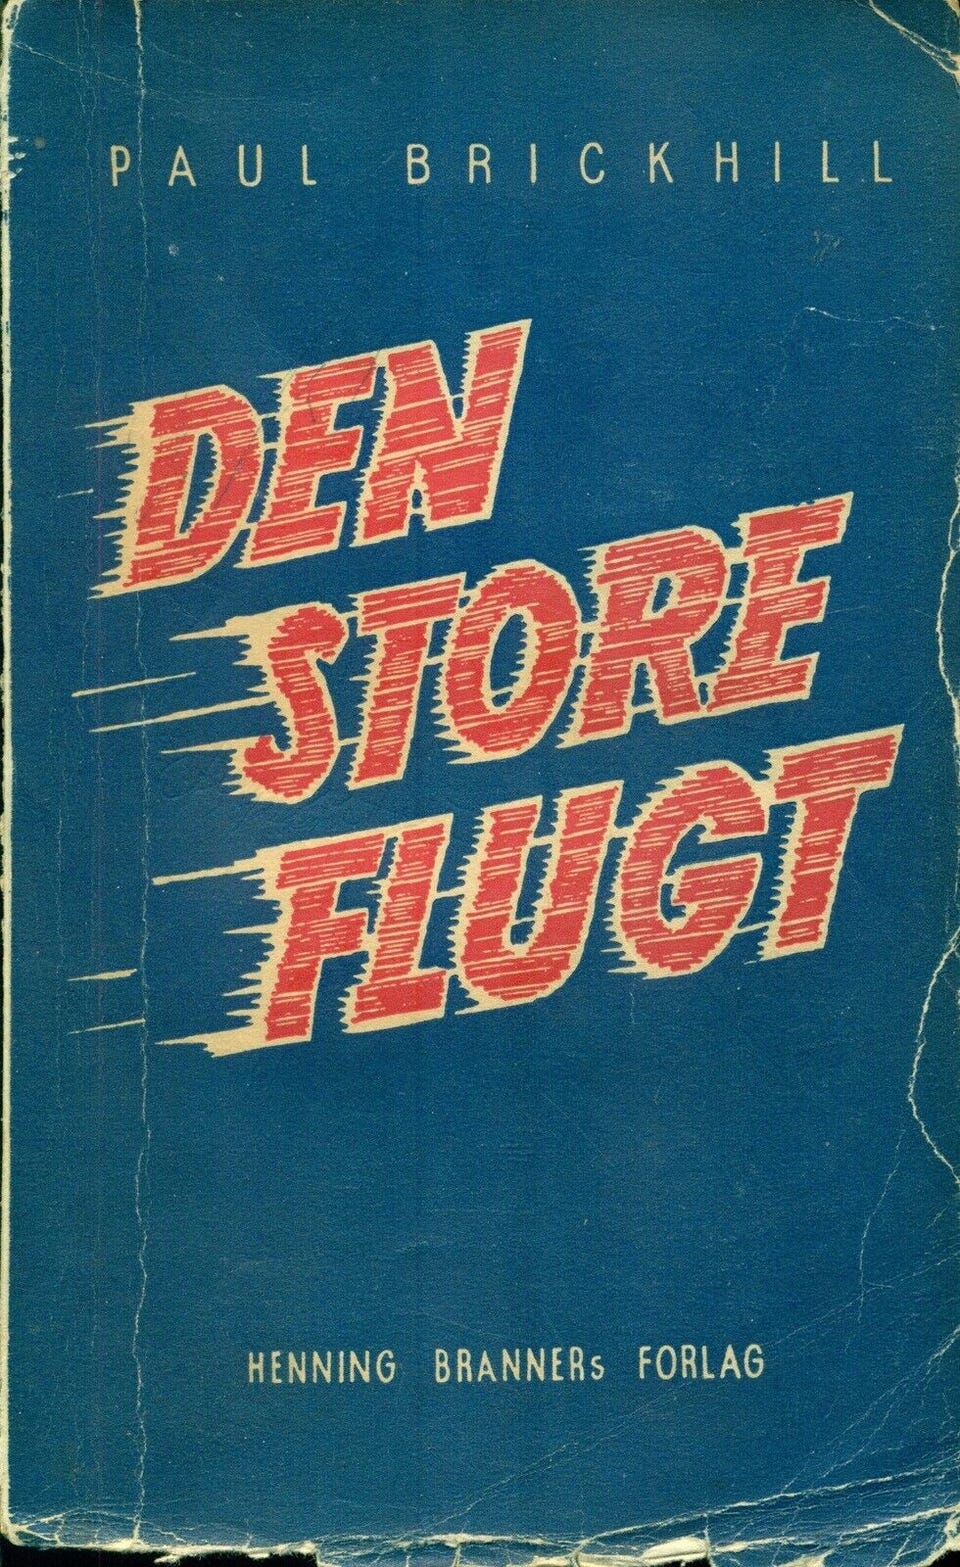 PAUL BRICKHILL
DEN
STORE
FLUGT
HENNING BRANNERs FORLAG